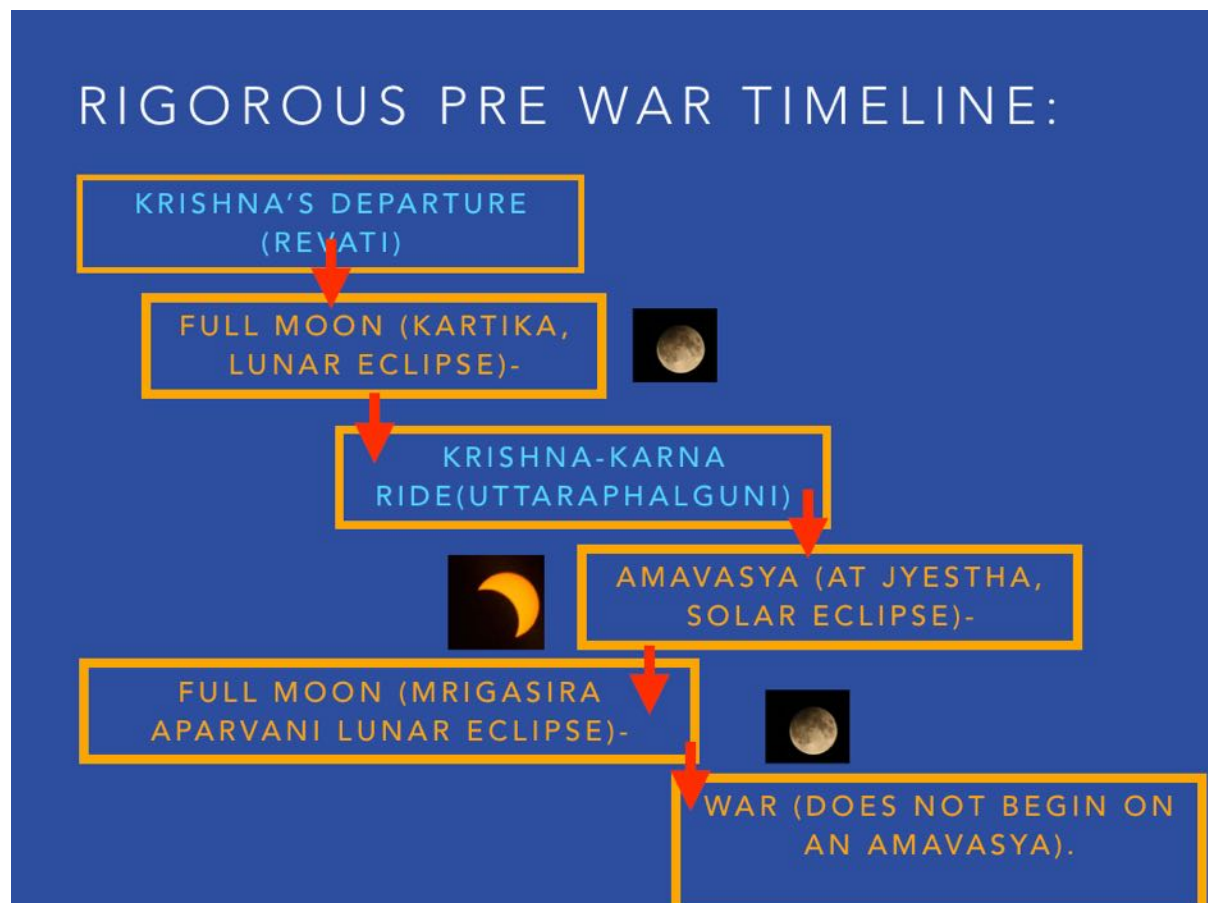 RIGOROUS PRE WAR TIMELINE:
KRISHNA'S DEPARTURE
(REVATI)
FULL MOON (KARTIKA,
LUNAR ECLIPSE)-
KRISHNA-KARNA
RIDE(UTTARAPHALGUNI)
AMAVASYA (AT JYESTHA,
SOLAR ECLIPSE)-
FULL MOON (MRIGASIRA
APARVANI LUNAR ECLIPSE)-
WAR (DOES NOT BEGIN ON
AN AMAVASYA).